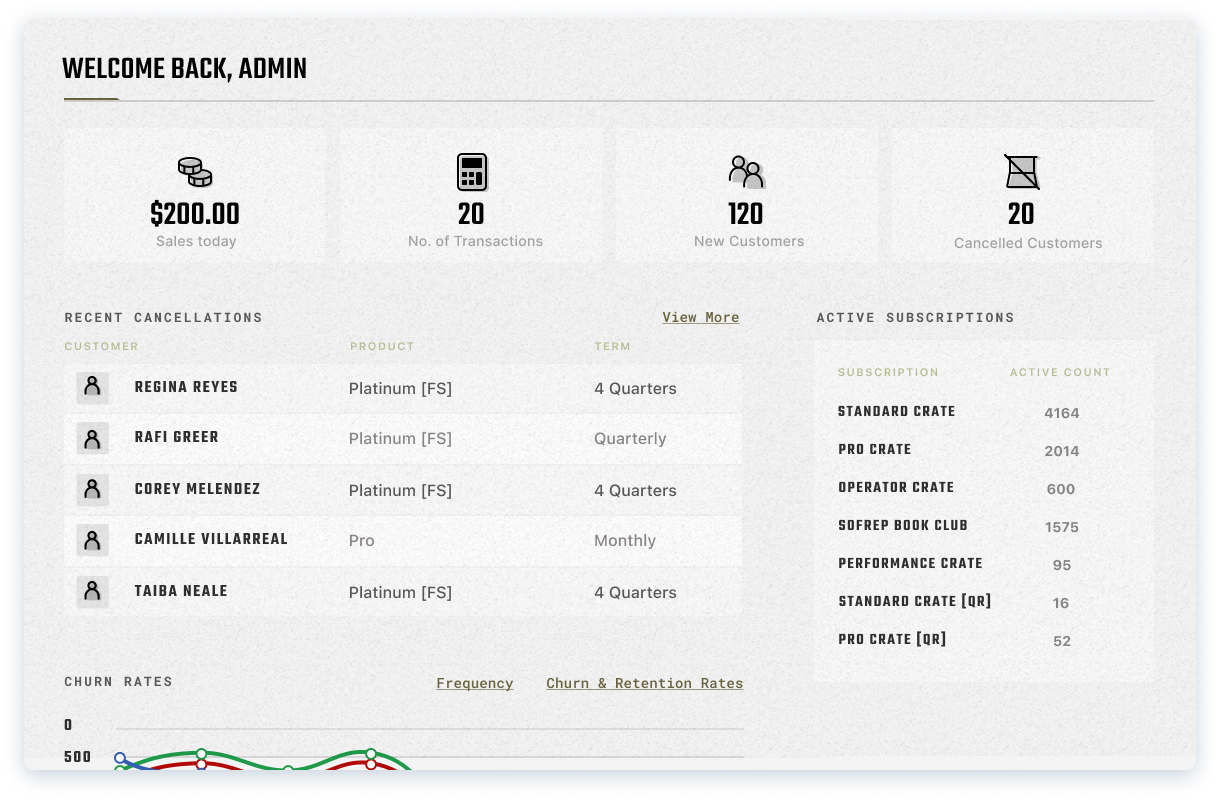 WELCOME BACK, ADMIN
$200.00
Sales today
20
No. of Transactions
120
New Customers
20
Cancelled Customers
RECENT CANCELLATIONS
View More
CUSTOMER PRODUCT TERM
REGINA REYES Platinum [FS] 4 Quarters
RAFI GREER Platinum [FS] Quarterly
COREY MELENDEZ Platinum [FS] 4 Quarters
CAMILLE VILLARREAL Pro Monthly
TAIBA NEALE Platinum [FS] 4 Quarters
ACTIVE SUBSCRIPTIONS
SUBSCRIPTION ACTIVE COUNT
STANDARD CRATE 4164
PRO CRATE 2014
OPERATOR CRATE 600
SOFREP BOOK CLUB 1575
PERFORMANCE CRATE 95
STANDARD CRATE [QR] 16
PRO CRATE [QR] 52
CHURN RATES
Frequency Churn & Retention Rates
0
500